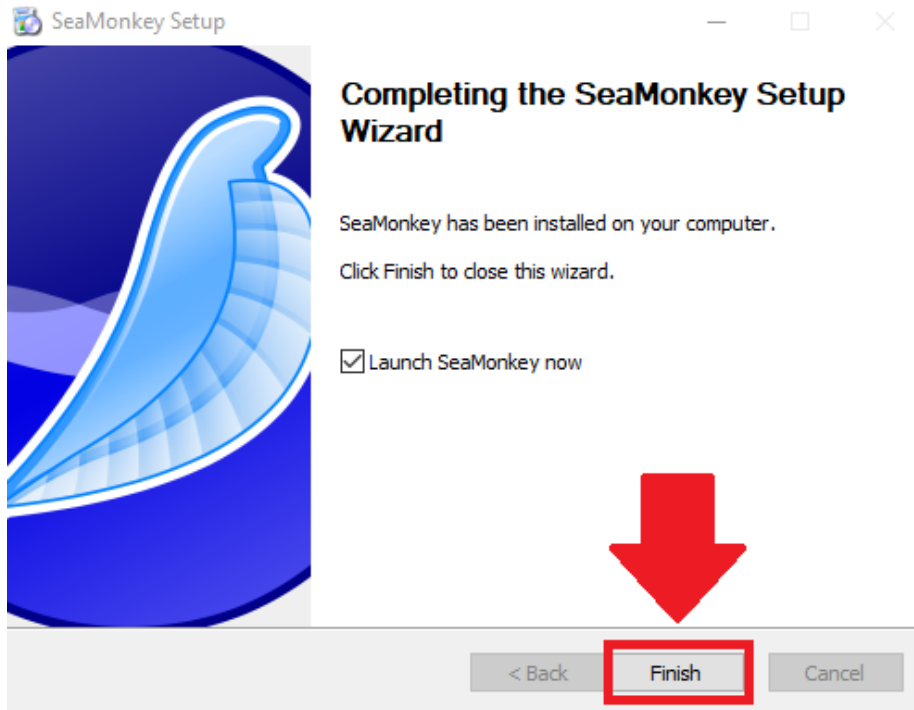 SeaMonkey Setup
Completing the SeaMonkey Setup
Wizard
SeaMonkey has been installed on your computer.
Click Finish to close this wizard.
Launch SeaMonkey now
< Back
Finish
Cancel